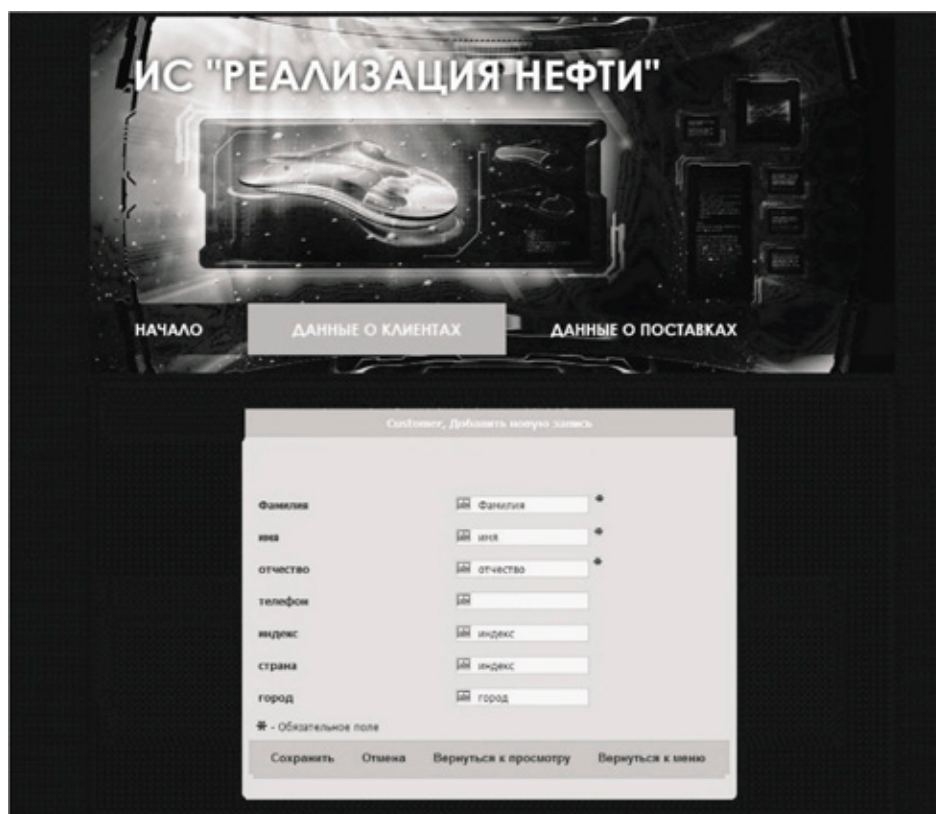 ИС "РЕАЛИЗАЦИЯ НЕФТИ"
НАЧАЛО ДАННЫЕ О КЛИЕНТАХ ДАННЫЕ О ПОСТАВКАХ
Customer, Добавить новую запись
Фамилия Фамилия *
имя имя *
отчество отчество *
телефон
индекс индекс
страна индекс
город город
* - Обязательное поле
Сохранить Отмена Вернуться к просмотру Вернуться к меню